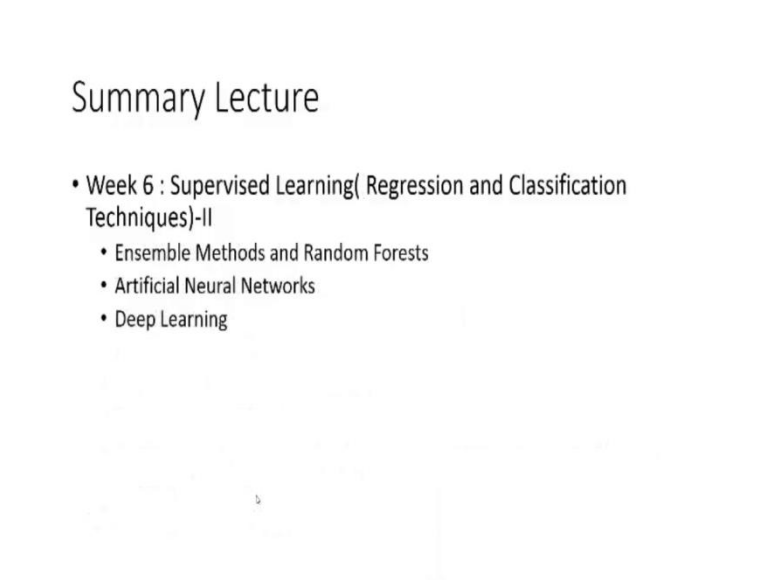 Summary Lecture
• Week 6 : Supervised Learning( Regression and Classification
Techniques)-II
• Ensemble Methods and Random Forests
• Artificial Neural Networks
• Deep Learning